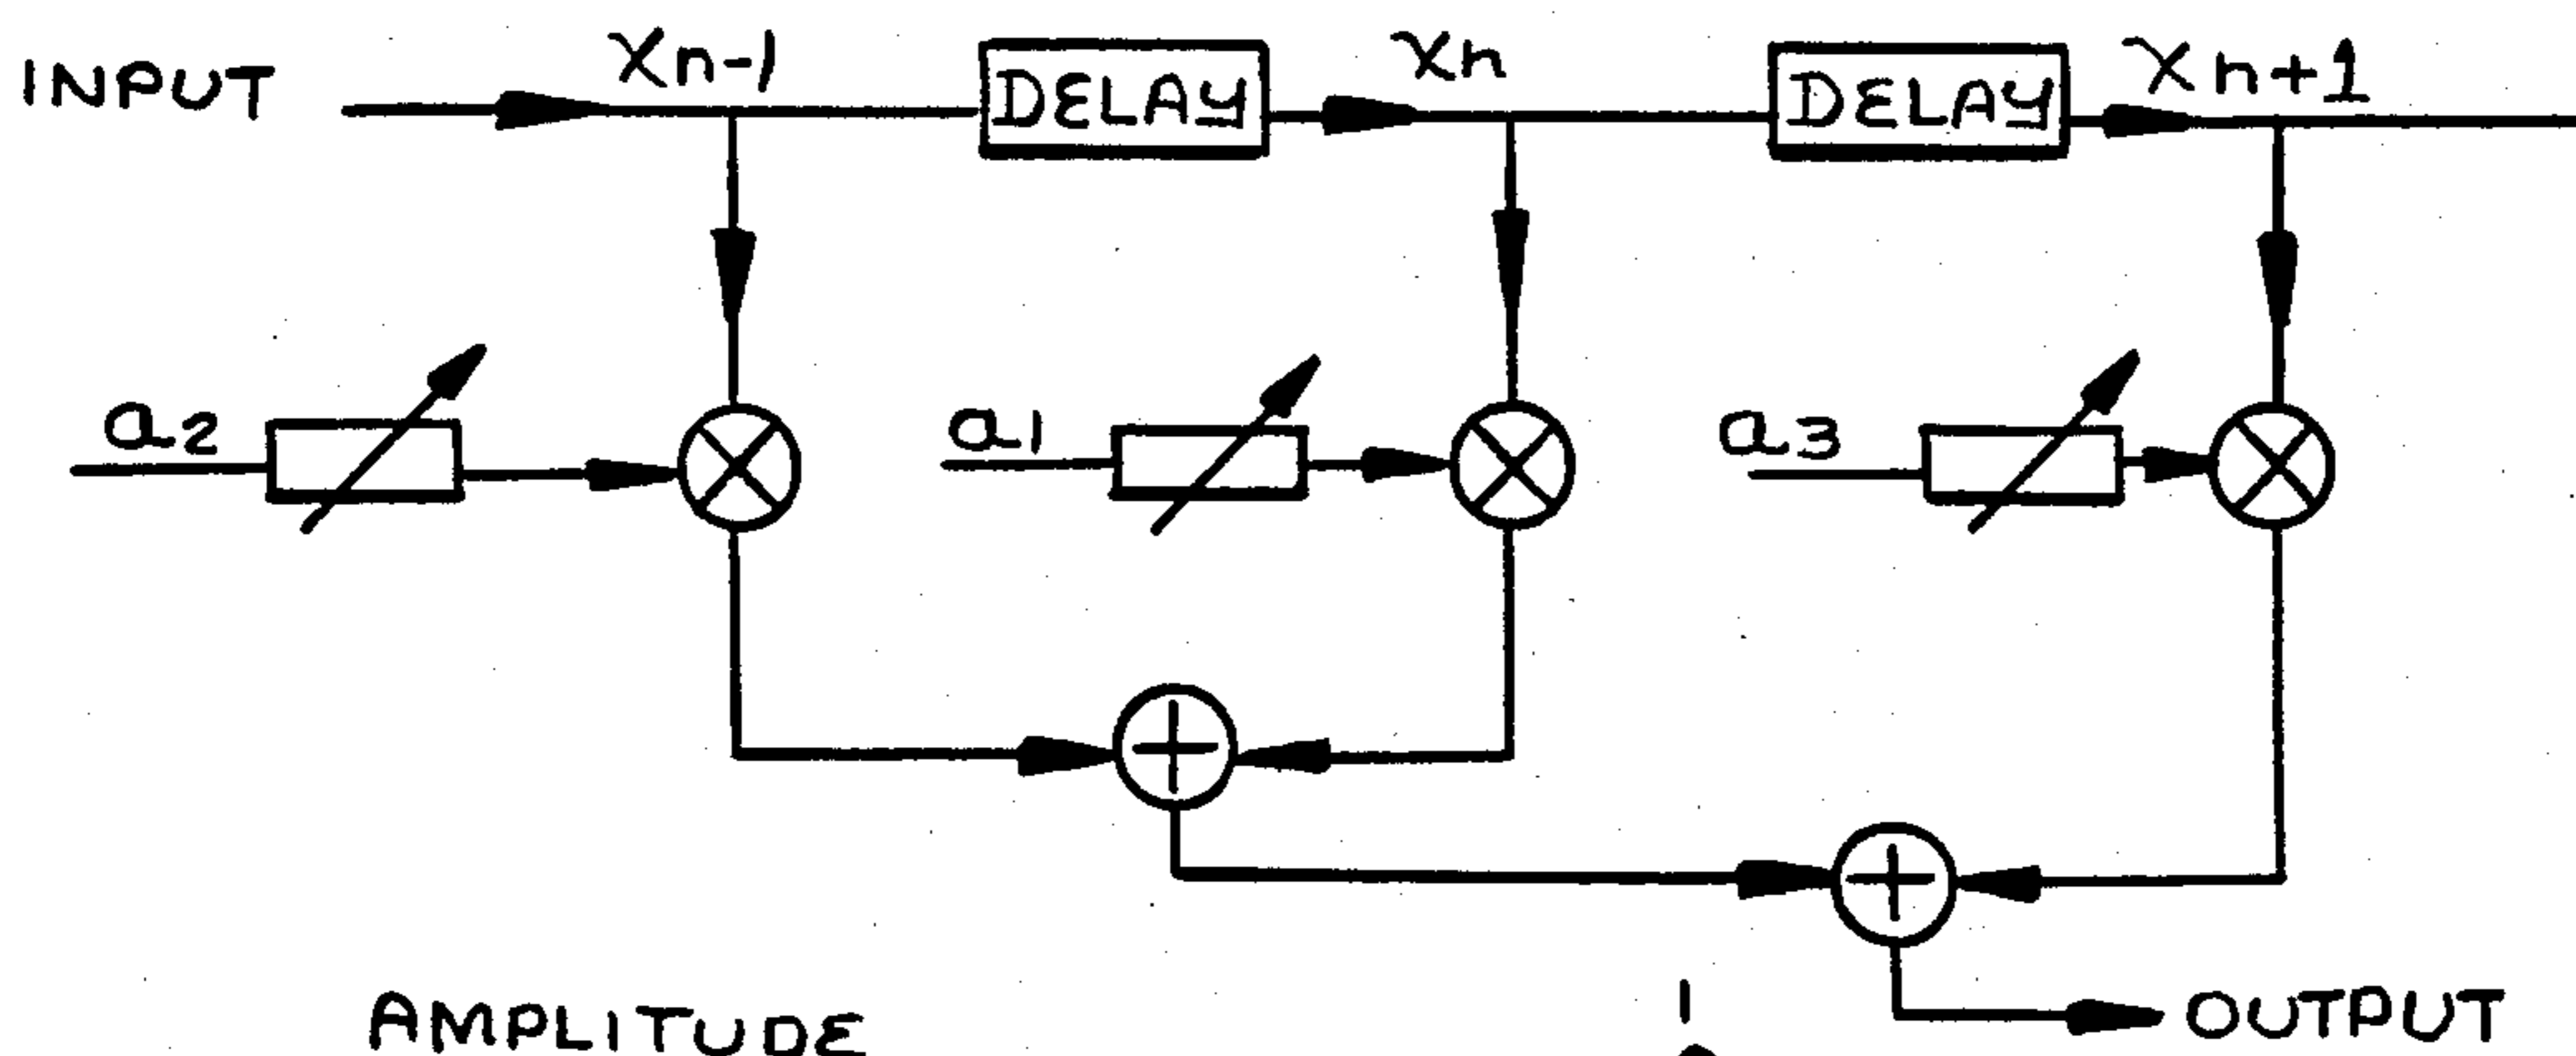 INPUT
Xn-1
DELAY
Xn
DELAY
Xn+1
a2
a1
a3
OUTPUT
AMPLITUDE
1